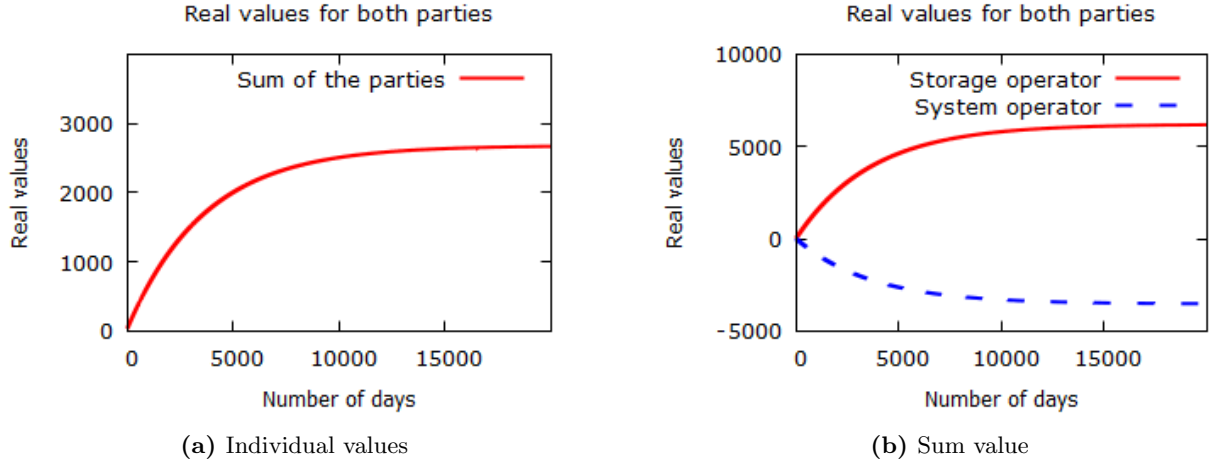 Real values for both parties
Sum of the parties
3000
2000
1000
0
Real values
0 5000 10000 15000
Number of days
(a) Individual values
Real values for both parties
10000
5000
0
-5000
Storage operator
System operator
Real values
0 5000 10000 15000
Number of days
(b) Sum value